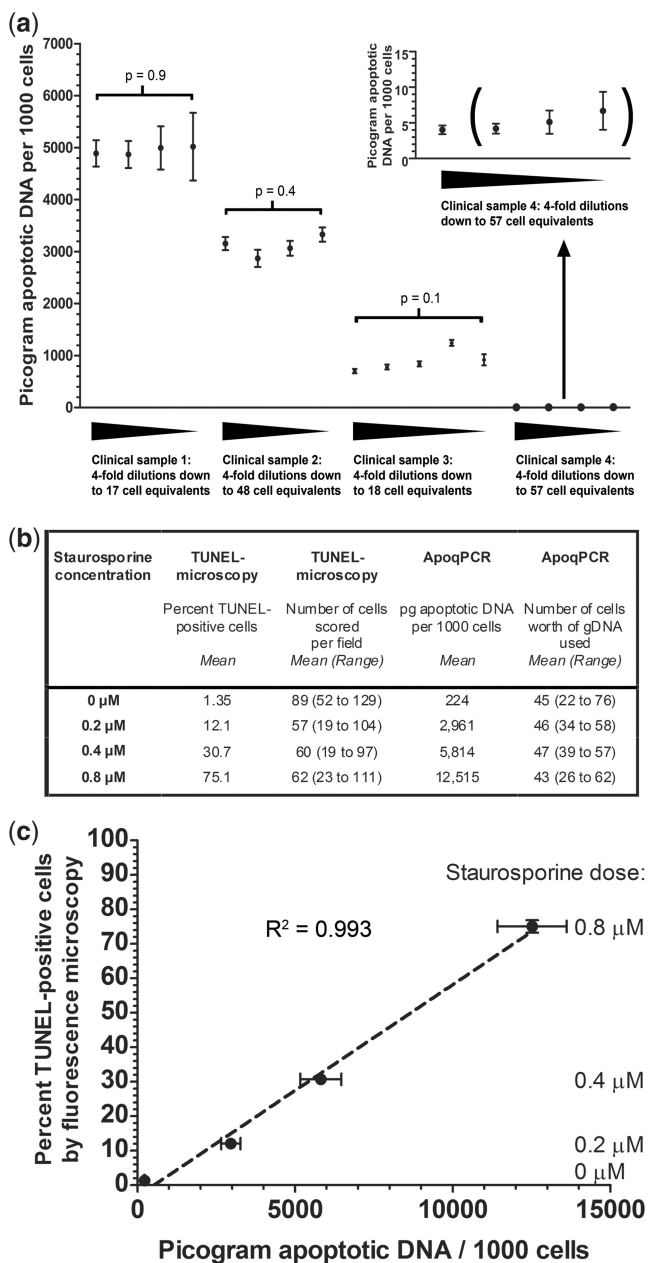 (a)
Picogram apoptotic DNA per 1000 cells
7000
6000
5000
4000
3000
2000
1000
0
p = 0.9
p = 0.4
p = 0.1
Picogram apoptotic
DNA per 1000 cells
15
10
5
0
( )
Clinical sample 4: 4-fold dilutions
down to 57 cell equivalents
Clinical sample 1:
4-fold dilutions down
to 17 cell equivalents
Clinical sample 2:
4-fold dilutions down
to 48 cell equivalents
Clinical sample 3:
4-fold dilutions down
to 18 cell equivalents
Clinical sample 4:
4-fold dilutions down
to 57 cell equivalents
(b)
Staurosporine concentration
TUNEL-microscopy
Percent TUNEL-positive cells
Mean
TUNEL-microscopy
Number of cells scored per field
Mean (Range)
ApoqPCR
pg apoptotic DNA per 1000 cells
Mean
ApoqPCR
Number of cells worth of gDNA used
Mean (Range)
0 µM 1.35 89 (52 to 129) 224 45 (22 to 76)
0.2 µM 12.1 57 (19 to 104) 2,961 46 (34 to 58)
0.4 µM 30.7 60 (19 to 97) 5,814 47 (39 to 57)
0.8 µM 75.1 62 (23 to 111) 12,515 43 (26 to 62)
(c)
Percent TUNEL-positive cells
by fluorescence microscopy
100
90
80
70
60
50
40
30
20
10
0
R² = 0.993
Staurosporine dose:
0.8 µM
0.4 µM
0.2 µM
0 µM
0 5000 10000 15000
Picogram apoptotic DNA / 1000 cells